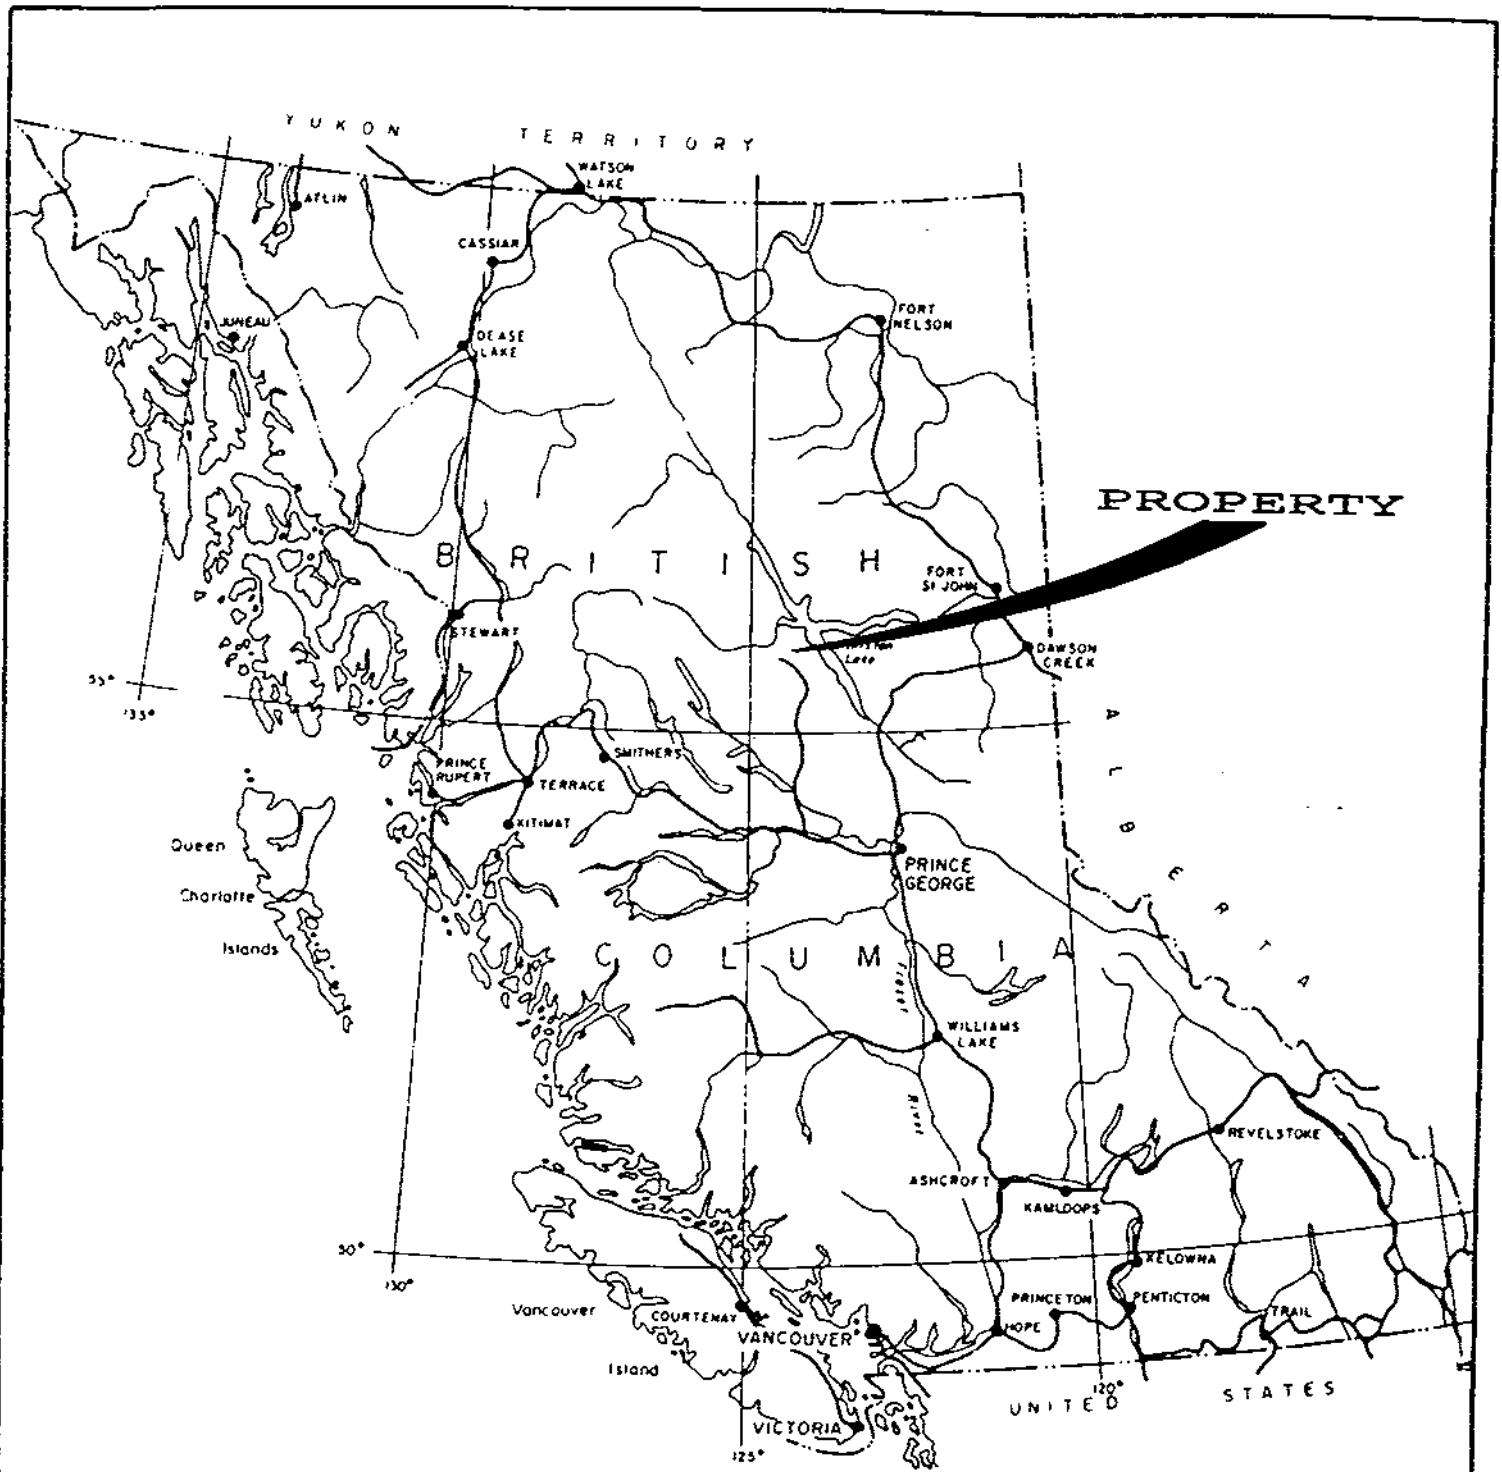 YUKON TERRITORY
WATSON
LAKE
ATLIN
CASSIAR
JUNEAU
DEASE
LAKE
FORT
NELSON
PROPERTY
BRITISH
FORT
ST JOHN
STEWART
Lake
DAWSON
CREEK
55°
135°
ALBERTA
PRINCE
RUPERT
SMITHERS
TERRACE
KITIMAT
Queen
Charlotte
Islands
PRINCE
GEORGE
COLUMBIA
Fraser
River
WILLIAMS
LAKE
REVELSTOKE
ASHCROFT
KAMLOOPS
50°
130°
KELOWNA
Vancouver
Island
COURTENAY
VANCOUVER
PRINCETON
PENTICTON
HOPE
TRAIL
120°
UNITED STATES
VICTORIA
125°